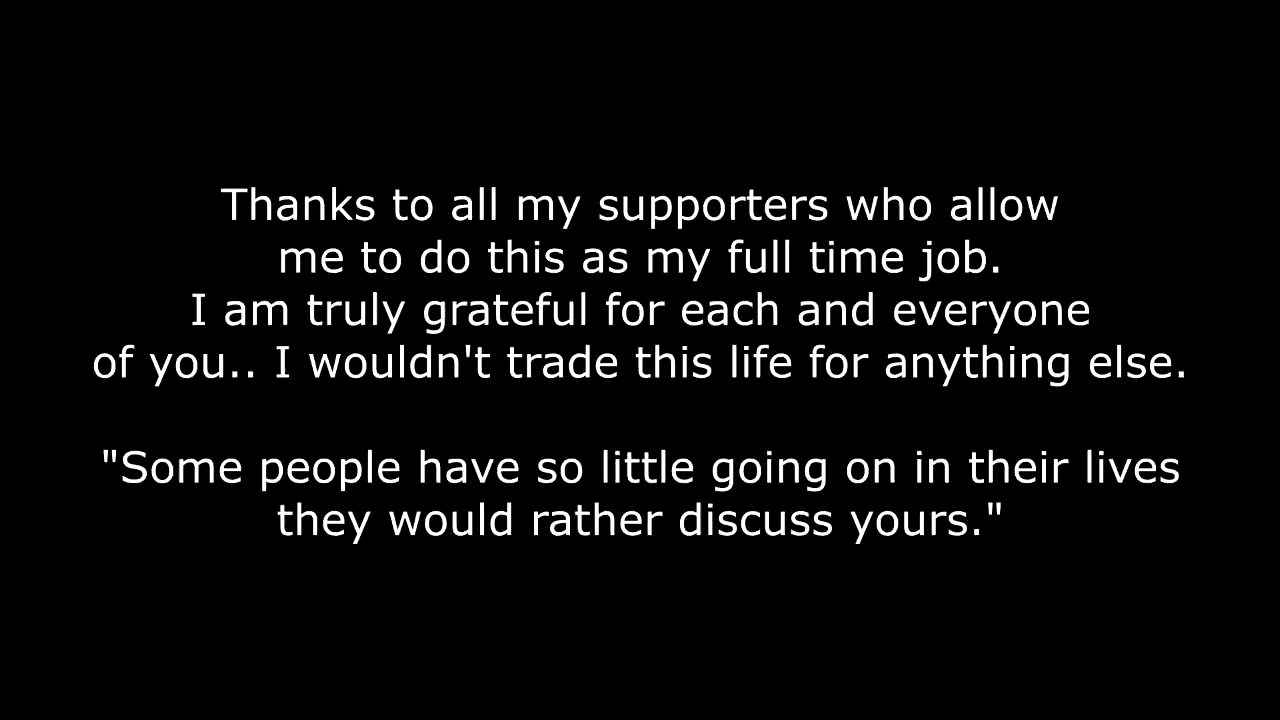 Thanks to all my supporters who allow
me to do this as my full time job.
I am truly grateful for each and everyone
of you.. I wouldn't trade this life for anything else.
"Some people have so little going on in their lives
they would rather discuss yours."